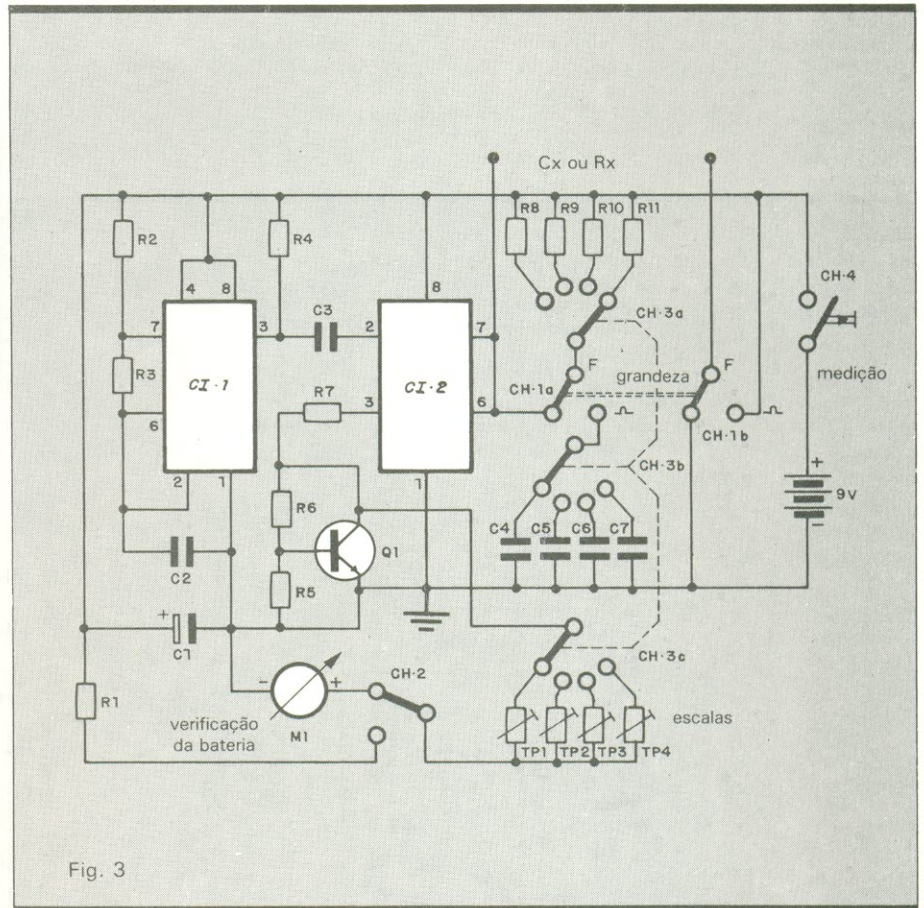 Cx ou Rx
R8 R9 R10 R11
R2 R4
4 8
CH-4
7 3 C3 2 8 7
CH-3a
R3 CI-1 CI-2
F grandeza F
medição
R7 CH-1a
6 3 6
CH-1b
2 1 1
CH-3b
+
R6 9V
Q1 C4 C5 C6 C7 -
C2
R5
+
C1 CH-3c
- + CH-2
R1 verificação
da bateria
M1
escalas
TP1 TP2 TP3 TP4
Fig. 3